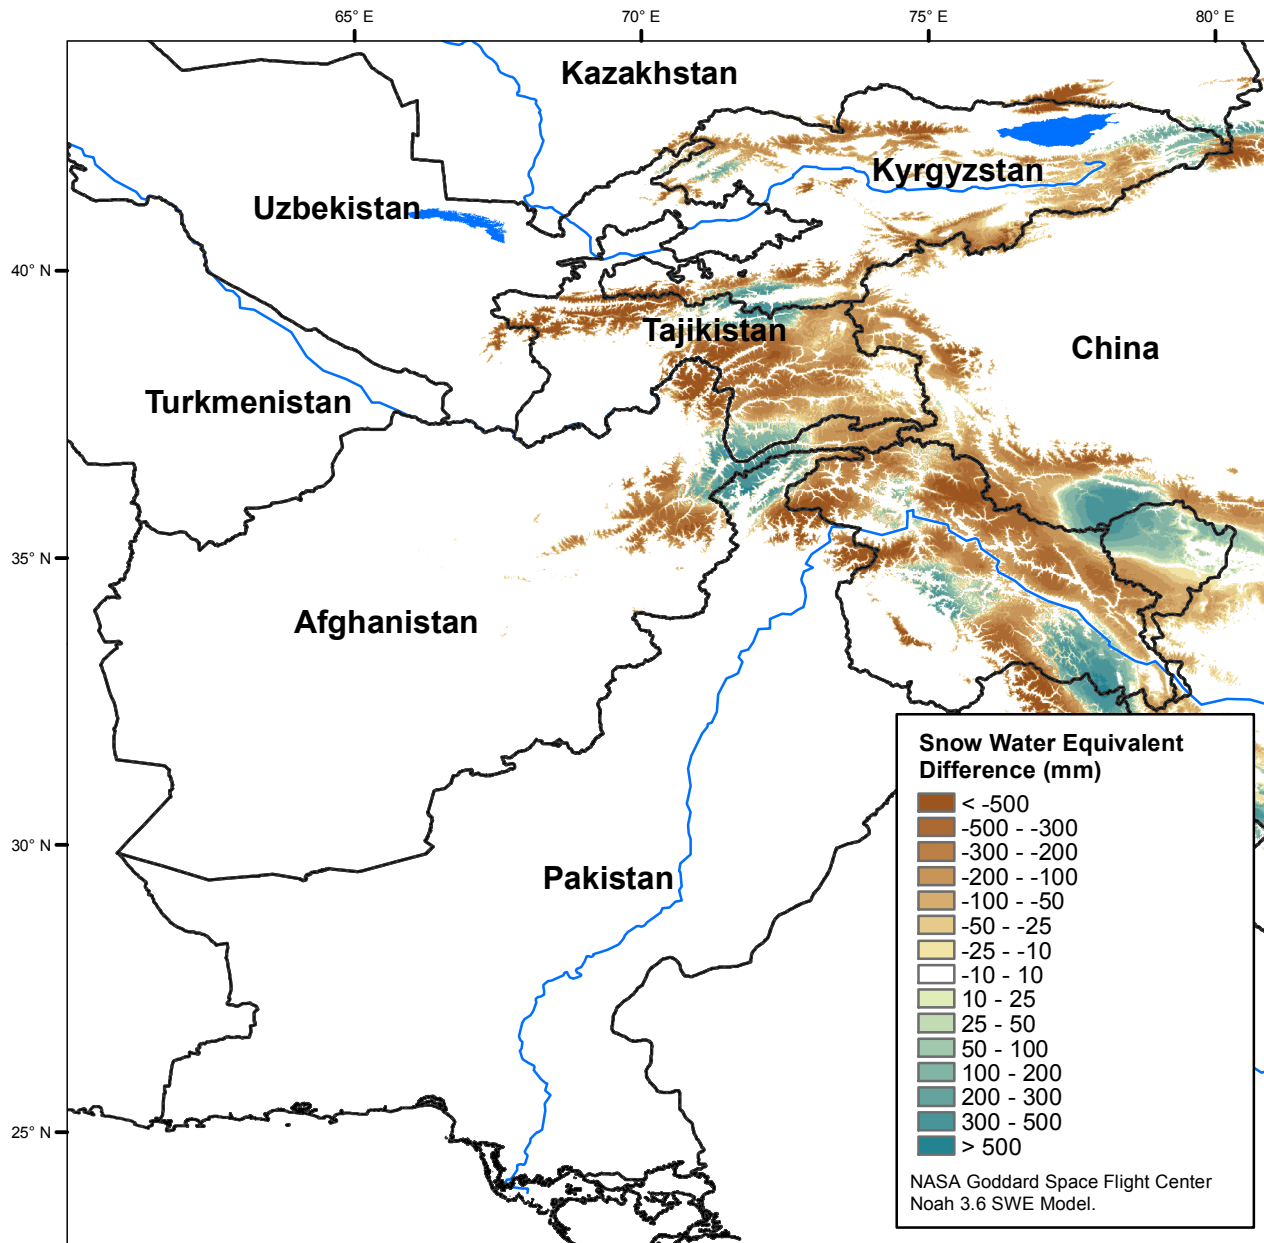 65° E
70° E
75° E
80° E
Kazakhstan
Kyrgyzstan
Uzbekistan
40° N
Tajikistan
China
Turkmenistan
35° N
Afghanistan
Snow Water Equivalent
Difference (mm)
< -500
-500 - -300
-300 - -200
-200 - -100
-100 - -50
-50 - -25
-25 - -10
-10 - 10
10 - 25
25 - 50
50 - 100
100 - 200
200 - 300
300 - 500
> 500
30° N
Pakistan
25° N
NASA Goddard Space Flight Center
Noah 3.6 SWE Model.